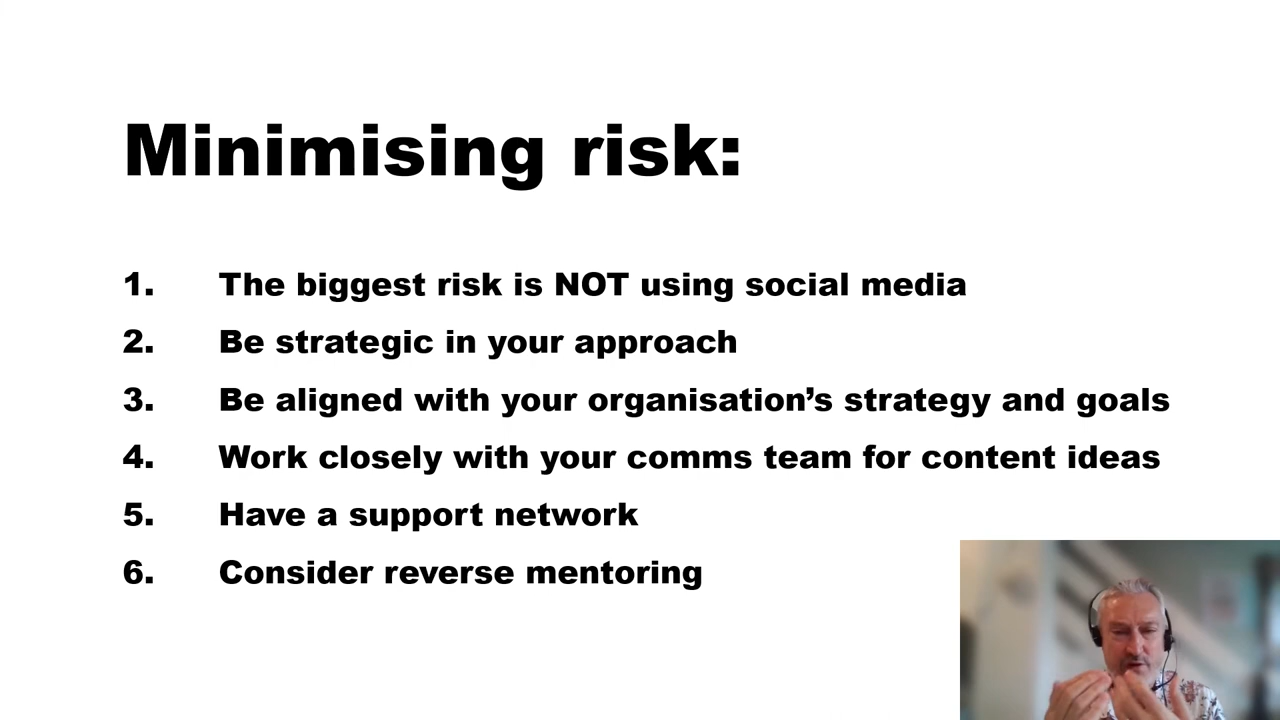 Minimising risk:
1. The biggest risk is NOT using social media
2. Be strategic in your approach
3. Be aligned with your organisation’s strategy and goals
4. Work closely with your comms team for content ideas
5. Have a support network
6. Consider reverse mentoring